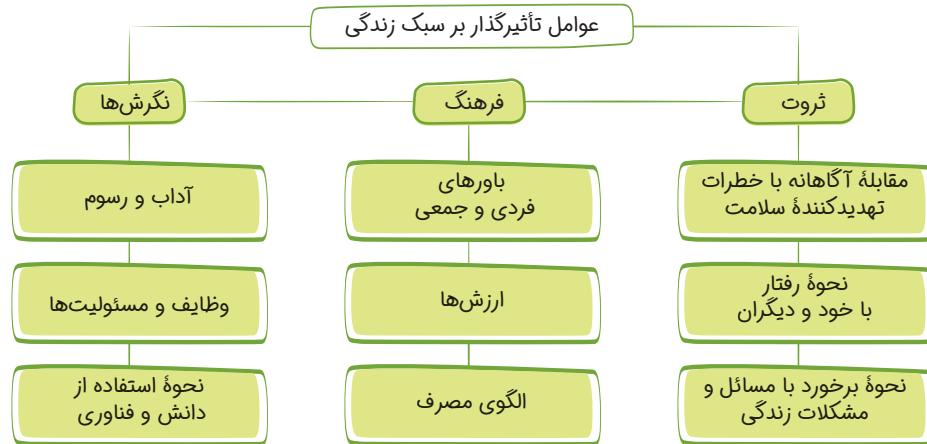 عوامل تأثیرگذار بر سبک زندگی
ثروت
فرهنگ
نگرش‌ها
مقابلهٔ آگاهانه با خطرات
تهدیدکنندهٔ سلامت
باورهای
فردی و جمعی
آداب و رسوم
نحوهٔ رفتار
با خود و دیگران
ارزش‌ها
وظایف و مسئولیت‌ها
نحوهٔ برخورد با مسائل و
مشکلات زندگی
الگوی مصرف
نحوهٔ استفاده از
دانش و فناوری